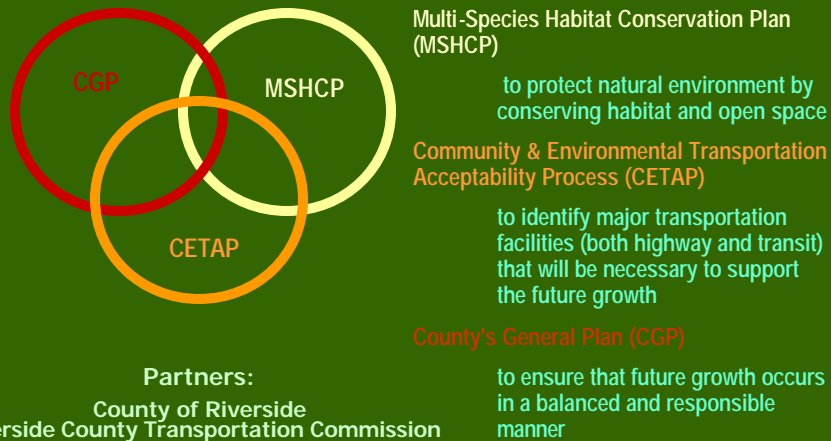 CGP
MSHCP
CETAP
Partners:
County of Riverside
erside County Transportation Commission
Multi-Species Habitat Conservation Plan
(MSHCP)
to protect natural environment by
conserving habitat and open space
Community & Environmental Transportation
Acceptability Process (CETAP)
to identify major transportation
facilities (both highway and transit)
that will be necessary to support
the future growth
County's General Plan (CGP)
to ensure that future growth occurs
in a balanced and responsible
manner